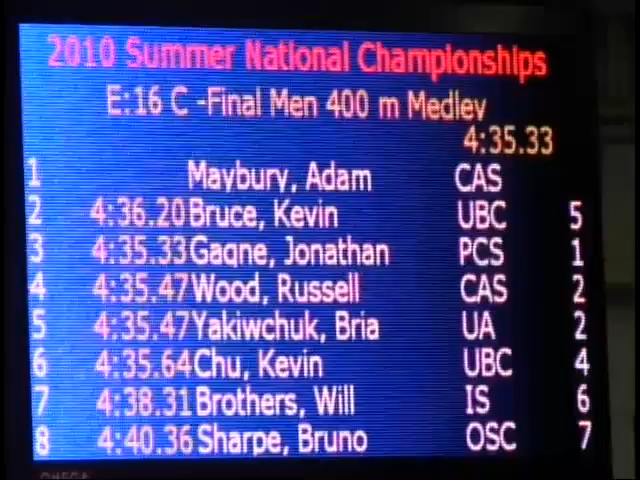 2010 Summer National Championships
E:16 C -Final Men 400 m Medley
4:35.33
1 Maybury, Adam CAS
2 4:36.20 Bruce, Kevin UBC 5
3 4:35.33 Gagne, Jonathan PCS 1
4 4:35.47 Wood, Russell CAS 2
5 4:35.47 Yakiwchuk, Bria UA 2
6 4:35.64 Chu, Kevin UBC 4
7 4:38.31 Brothers, Will IS 6
8 4:40.36 Sharpe, Bruno OSC 7